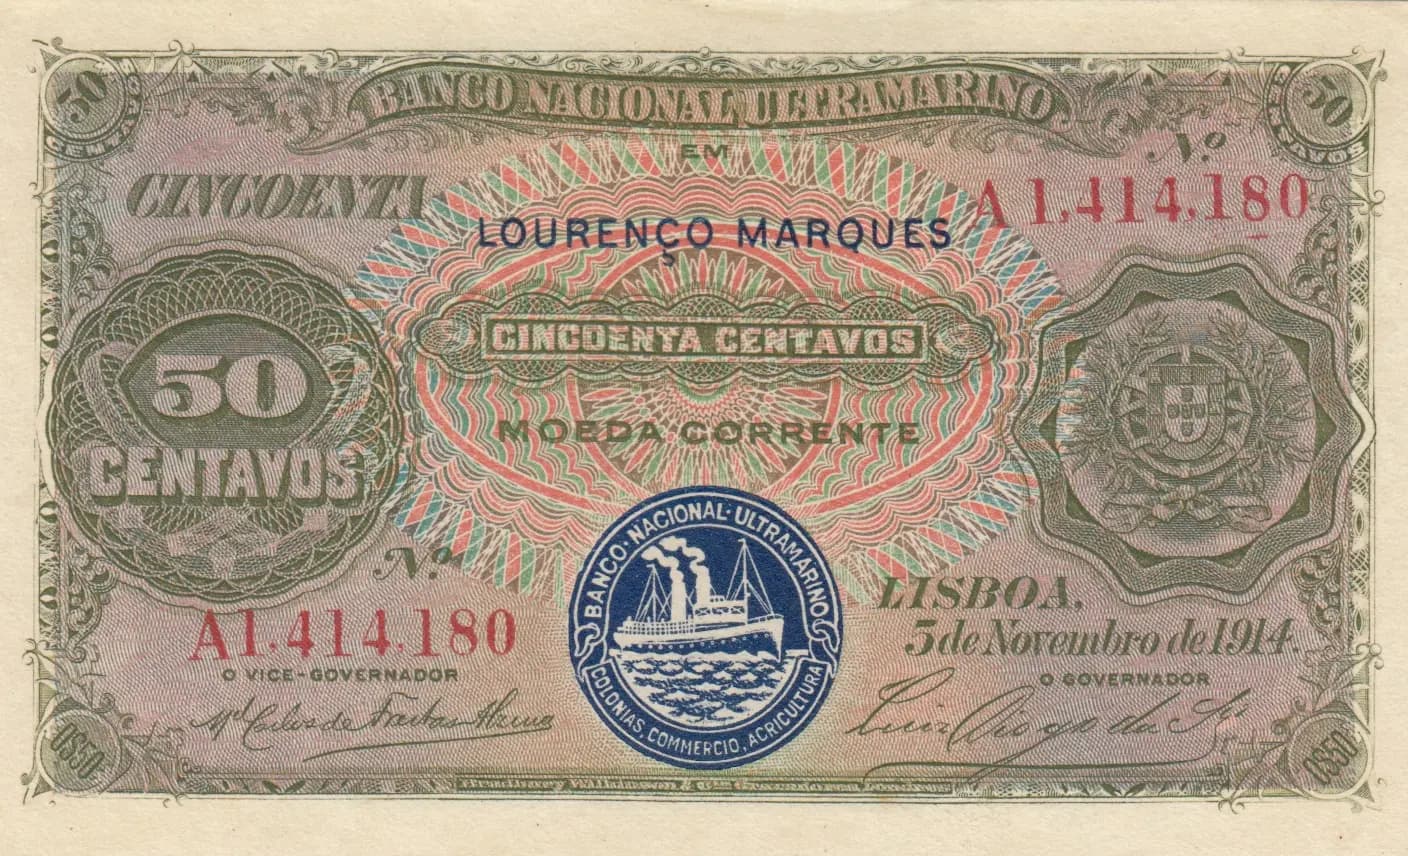 50
CENTAVOS
BANCO NACIONAL ULTRAMARINO
50
CENTAVOS
EM
No.
CINCOENTA
A 1,414,180
LOURENÇO MARQUES
CINCOENTA CENTAVOS
50
CENTAVOS
MOEDA CORRENTE
BANCO·NACIONAL·ULTRAMARINO
COLONIAS, COMMERCIO, AGRICULTURA
No.
A1,414,180
LISBOA,
5 de Novembro de 1914.
O VICE-GOVERNADOR
O GOVERNADOR
0$50
0$50